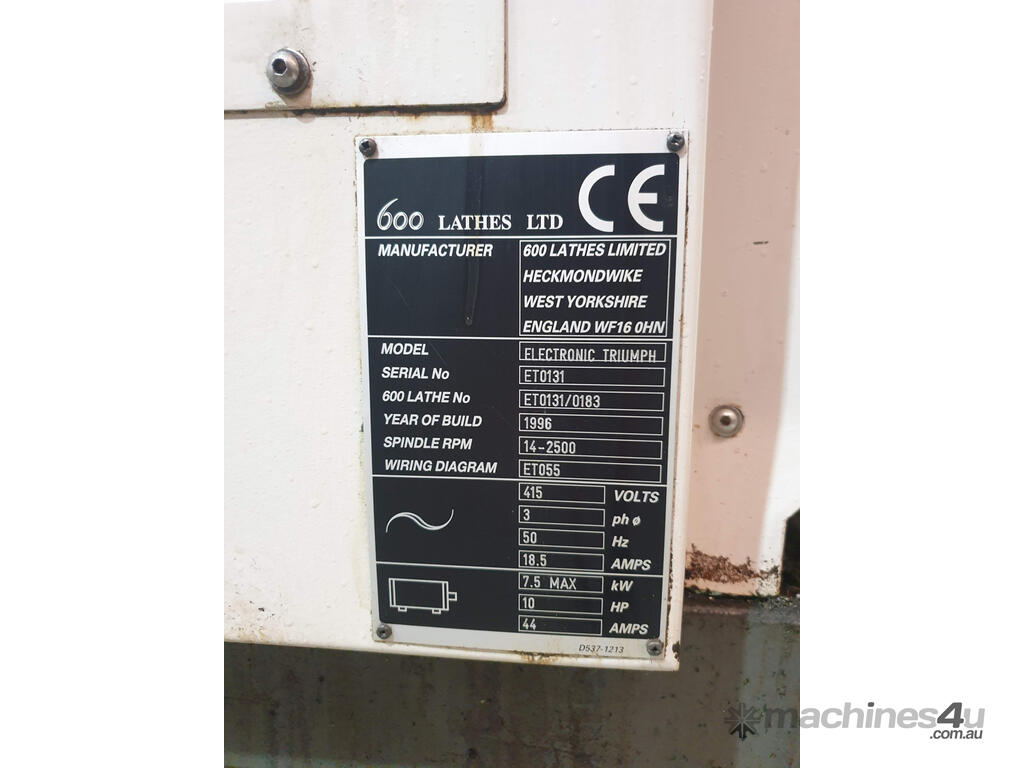 600 LATHES LTD CE
MANUFACTURER 600 LATHES LIMITED
HECKMONDWIKE
WEST YORKSHIRE
ENGLAND WF16 0HN
MODEL ELECTRONIC TRIUMPH
SERIAL No ET0131
600 LATHE No ET0131/0183
YEAR OF BUILD 1996
SPINDLE RPM 14-2500
WIRING DIAGRAM ET055
415 VOLTS
3 ph ø
50 Hz
18.5 AMPS
7.5 MAX kW
10 HP
44 AMPS
D537-1213
machines4u
.com.au